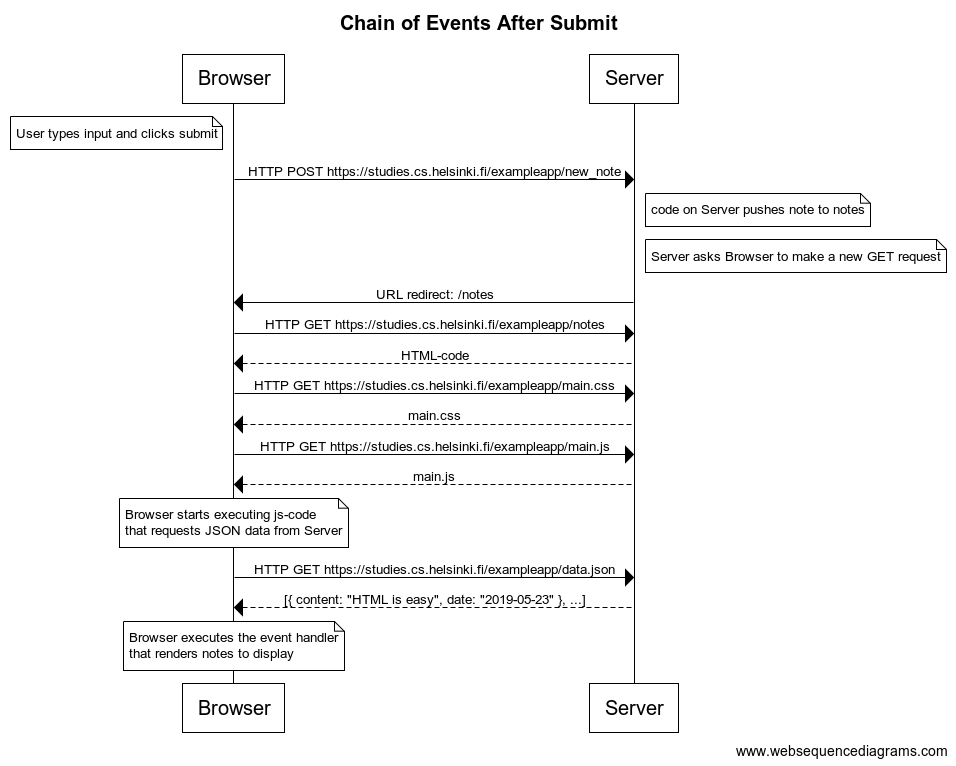 Chain of Events After Submit
Browser
Server
User types input and clicks submit
HTTP POST https://studies.cs.helsinki.fi/exampleapp/new_note
code on Server pushes note to notes
Server asks Browser to make a new GET request
URL redirect: /notes
HTTP GET https://studies.cs.helsinki.fi/exampleapp/notes
HTML-code
HTTP GET https://studies.cs.helsinki.fi/exampleapp/main.css
main.css
HTTP GET https://studies.cs.helsinki.fi/exampleapp/main.js
main.js
Browser starts executing js-code
that requests JSON data from Server
HTTP GET https://studies.cs.helsinki.fi/exampleapp/data.json
[{ content: "HTML is easy", date: "2019-05-23" }, ...]
Browser executes the event handler
that renders notes to display
Browser
Server
www.websequencediagrams.com